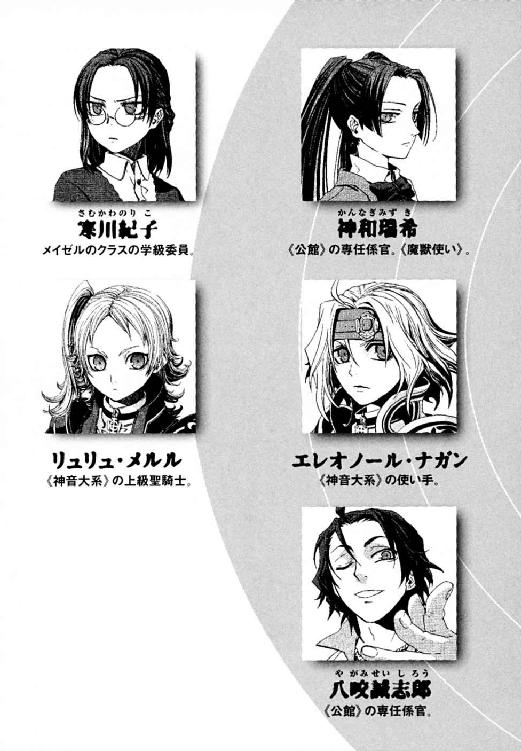 さむかわのりこ
寒川紀子
メイゼルのクラスの学級委員。
かんなぎみずき
神和瑞希
《公館》の専任係官。《魔獣使い》。
リュリュ・メルル
《神音大系》の上級聖騎士。
エレオノール・ナガン
《神音大系》の使い手。
やがみせいしろう
八咬誠志郎
《公館》の専任係官。